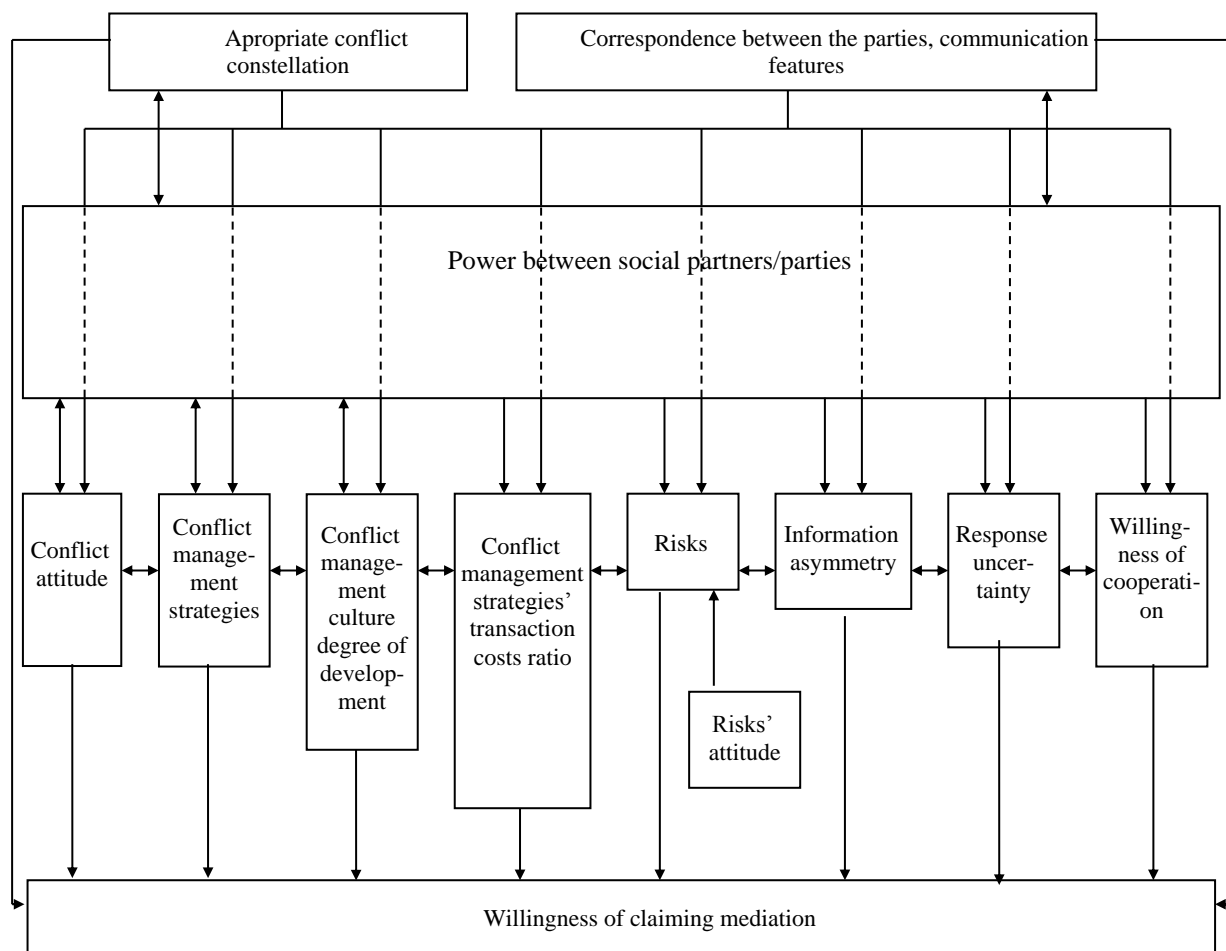 Apropriate conflict
constellation
Correspondence between the parties, communication
features
Power between social partners/parties
Conflict
attitude
Conflict
manage-
ment
strategies
Conflict
manage-
ment
culture
degree of
develop-
ment
Conflict
management
strategies’
transaction
costs ratio
Risks
Information
asymmetry
Response
uncer-
tainty
Willing-
ness of
cooperati-
on
Risks’
attitude
Willingness of claiming mediation